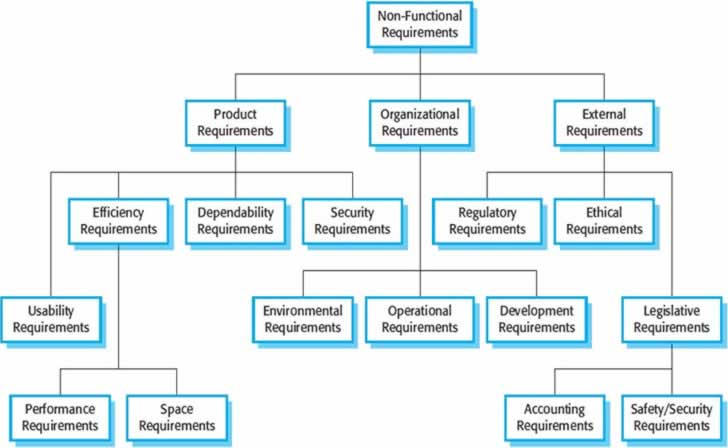 Non-Functional
Requirements
Product
Requirements
Organizational
Requirements
External
Requirements
Efficiency
Requirements
Dependability
Requirements
Security
Requirements
Regulatory
Requirements
Ethical
Requirements
Usability
Requirements
Environmental
Requirements
Operational
Requirements
Development
Requirements
Legislative
Requirements
Performance
Requirements
Space
Requirements
Accounting
Requirements
Safety/Security
Requirements